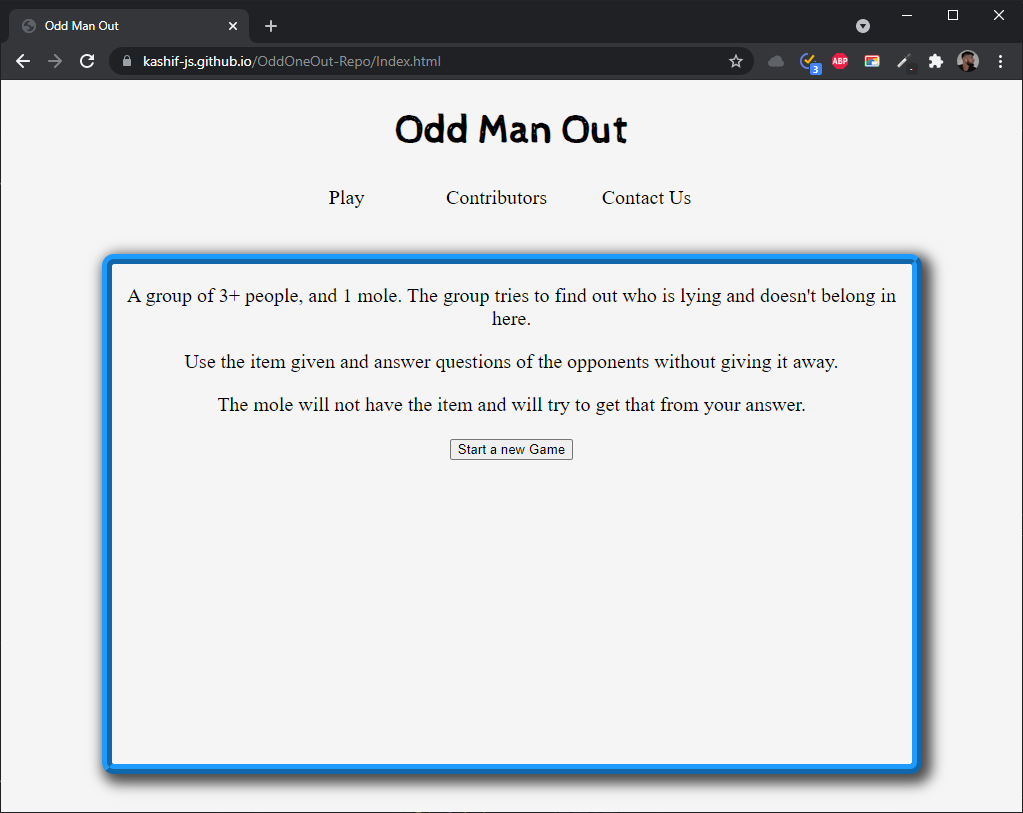 Odd Man Out
kashif-js.github.io/OddOneOut-Repo/Index.html
3
ABP
Odd Man Out
Play
Contributors
Contact Us
A group of 3+ people, and 1 mole. The group tries to find out who is lying and doesn't belong in
here.
Use the item given and answer questions of the opponents without giving it away.
The mole will not have the item and will try to get that from your answer.
Start a new Game